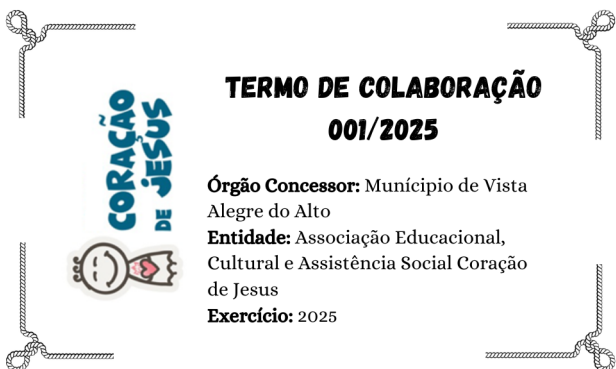 CORAÇÃO
DE JESUS
TERMO DE COLABORAÇÃO
001/2025
Órgão Concessor: Munícipio de Vista
Alegre do Alto
Entidade: Associação Educacional,
Cultural e Assistência Social Coração
de Jesus
Exercício: 2025